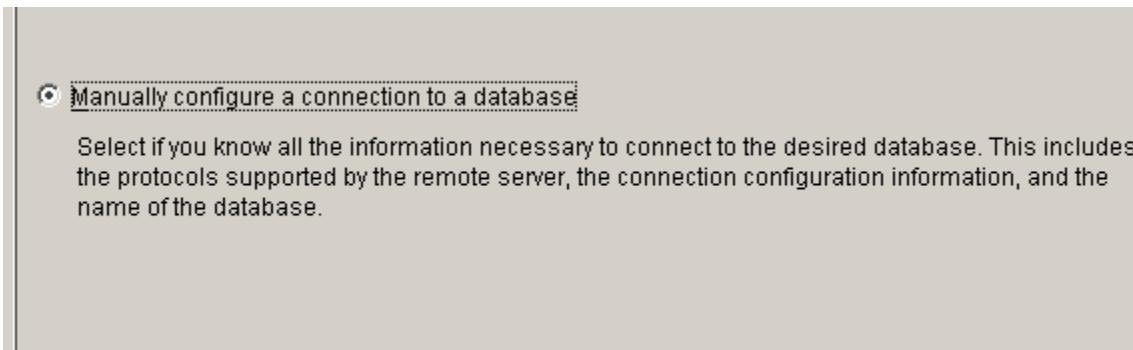 Manually configure a connection to a database
Select if you know all the information necessary to connect to the desired database. This includes
the protocols supported by the remote server, the connection configuration information, and the
name of the database.